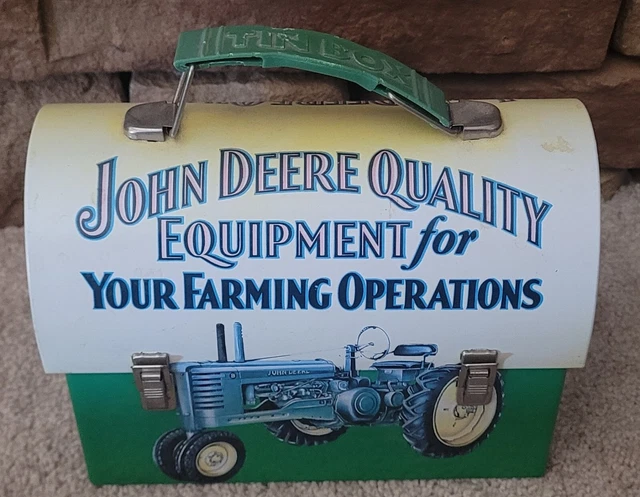 TIN BOX
JOHN DEERE QUALITY
EQUIPMENT for
YOUR FARMING OPERATIONS
JOHN DEERE